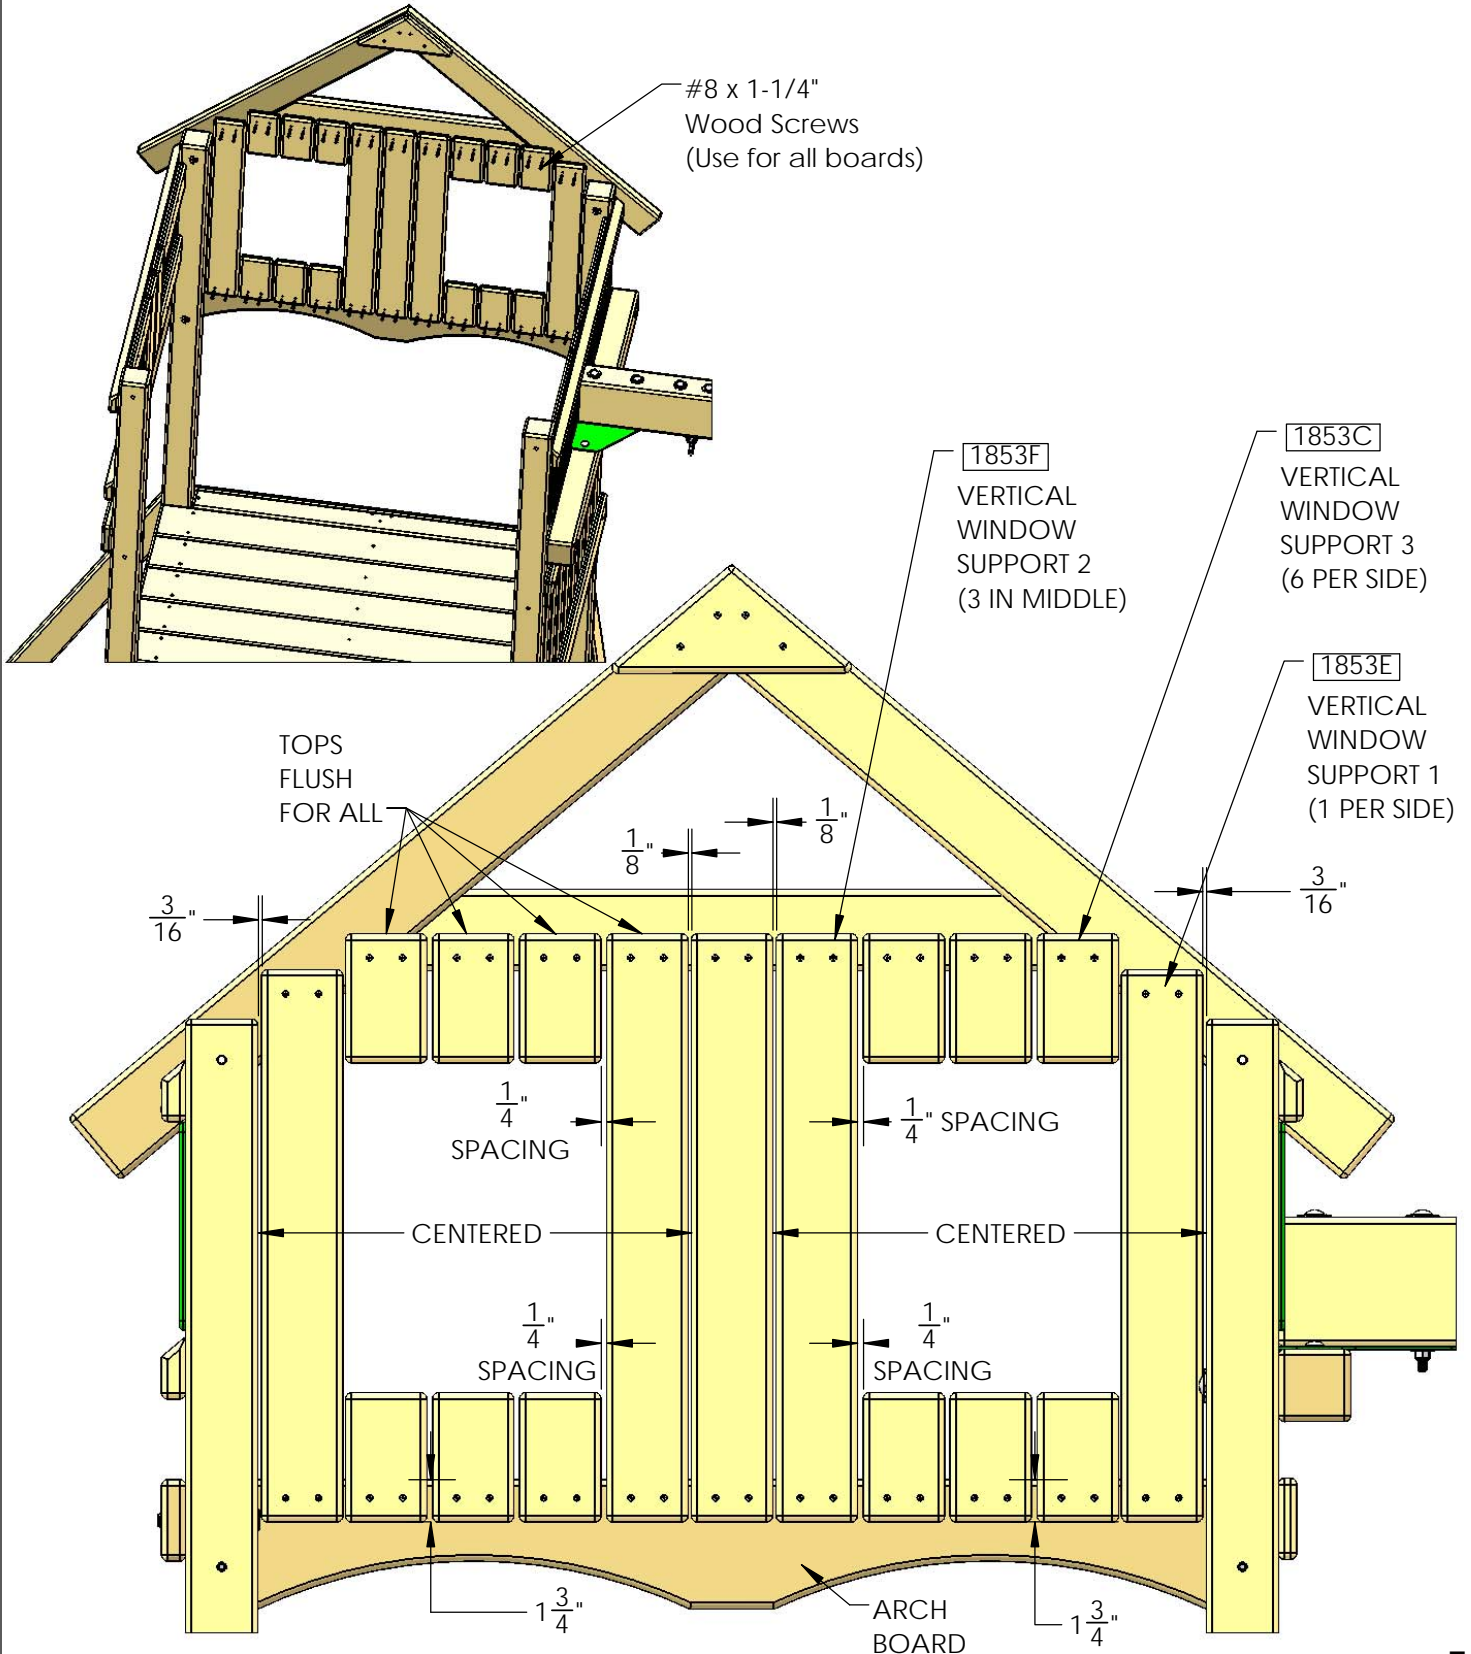 #8 x 1-1/4"
Wood Screws
(Use for all boards)
1853F
VERTICAL
WINDOW
SUPPORT 2
(3 IN MIDDLE)
1853C
VERTICAL
WINDOW
SUPPORT 3
(6 PER SIDE)
1853E
VERTICAL
WINDOW
SUPPORT 1
(1 PER SIDE)
TOPS
FLUSH
FOR ALL
1/8"
1/8"
3/16"
3/16"
1/4"
SPACING
1/4" SPACING
CENTERED
CENTERED
1/4"
SPACING
1/4"
SPACING
1 3/4"
1 3/4"
ARCH
BOARD